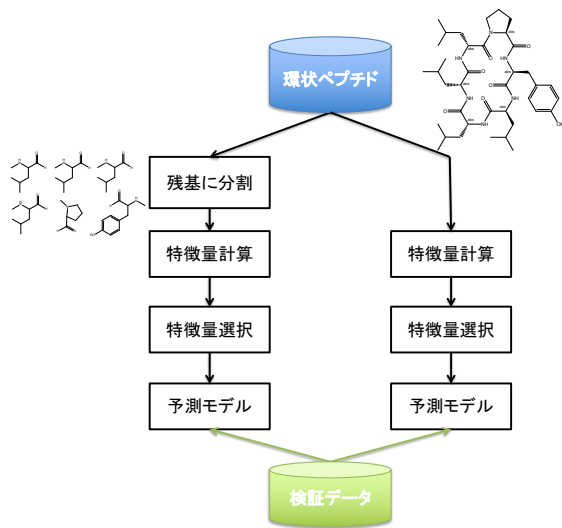 環状ペプチド
残基に分割
特徴量計算
特徴量計算
特徴量選択
特徴量選択
予測モデル
予測モデル
検証データ